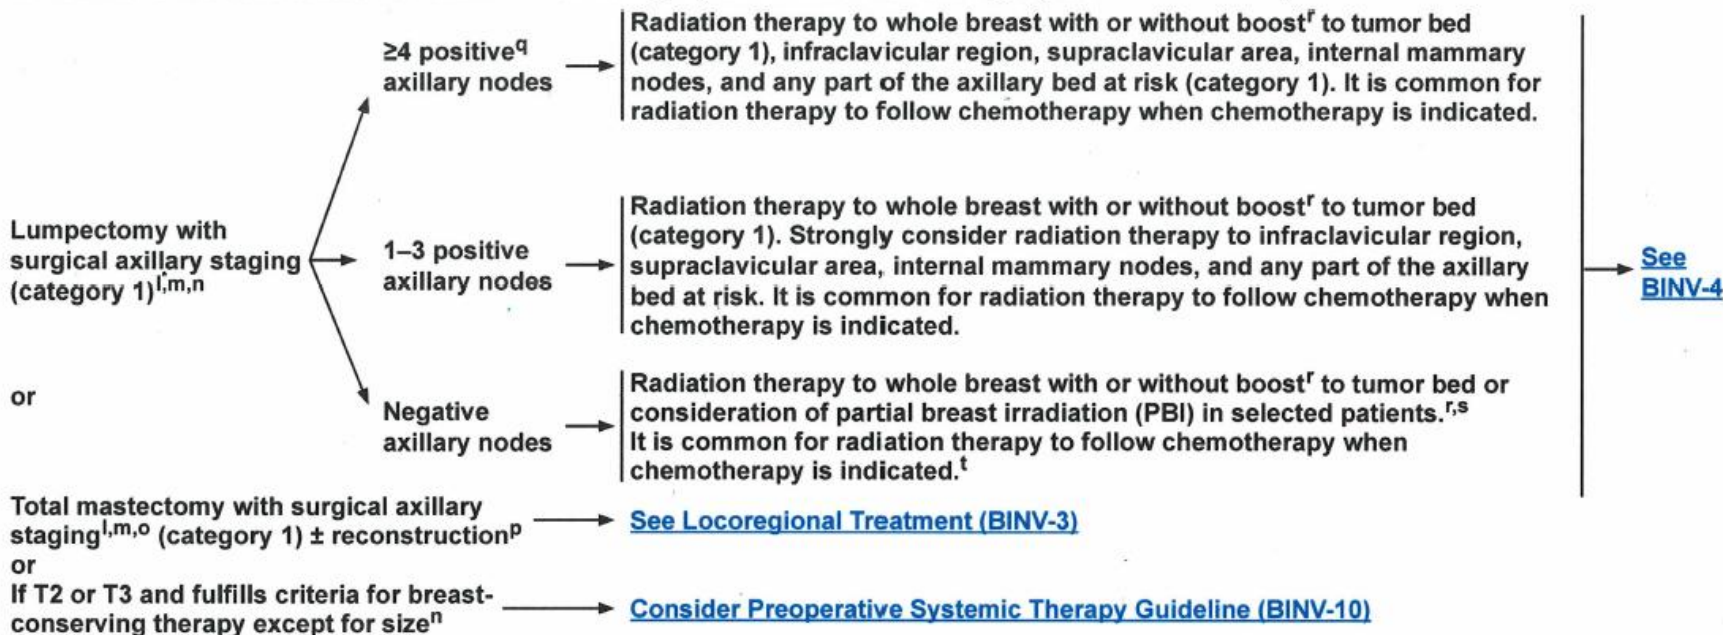 ≥4 positive^q
axillary nodes
Radiation therapy to whole breast with or without boost^r to tumor bed
(category 1), infraclavicular region, supraclavicular area, internal mammary
nodes, and any part of the axillary bed at risk (category 1). It is common for
radiation therapy to follow chemotherapy when chemotherapy is indicated.
Lumpectomy with
surgical axillary staging
(category 1)^l,m,n
1–3 positive
axillary nodes
Radiation therapy to whole breast with or without boost^r to tumor bed
(category 1). Strongly consider radiation therapy to infraclavicular region,
supraclavicular area, internal mammary nodes, and any part of the axillary
bed at risk. It is common for radiation therapy to follow chemotherapy when
chemotherapy is indicated.
See
BINV-4
or
Negative
axillary nodes
Radiation therapy to whole breast with or without boost^r to tumor bed or
consideration of partial breast irradiation (PBI) in selected patients.^r,s
It is common for radiation therapy to follow chemotherapy when
chemotherapy is indicated.^t
Total mastectomy with surgical axillary
staging^l,m,o (category 1) ± reconstruction^p
See Locoregional Treatment (BINV-3)
or
If T2 or T3 and fulfills criteria for breast-
conserving therapy except for size^n
Consider Preoperative Systemic Therapy Guideline (BINV-10)